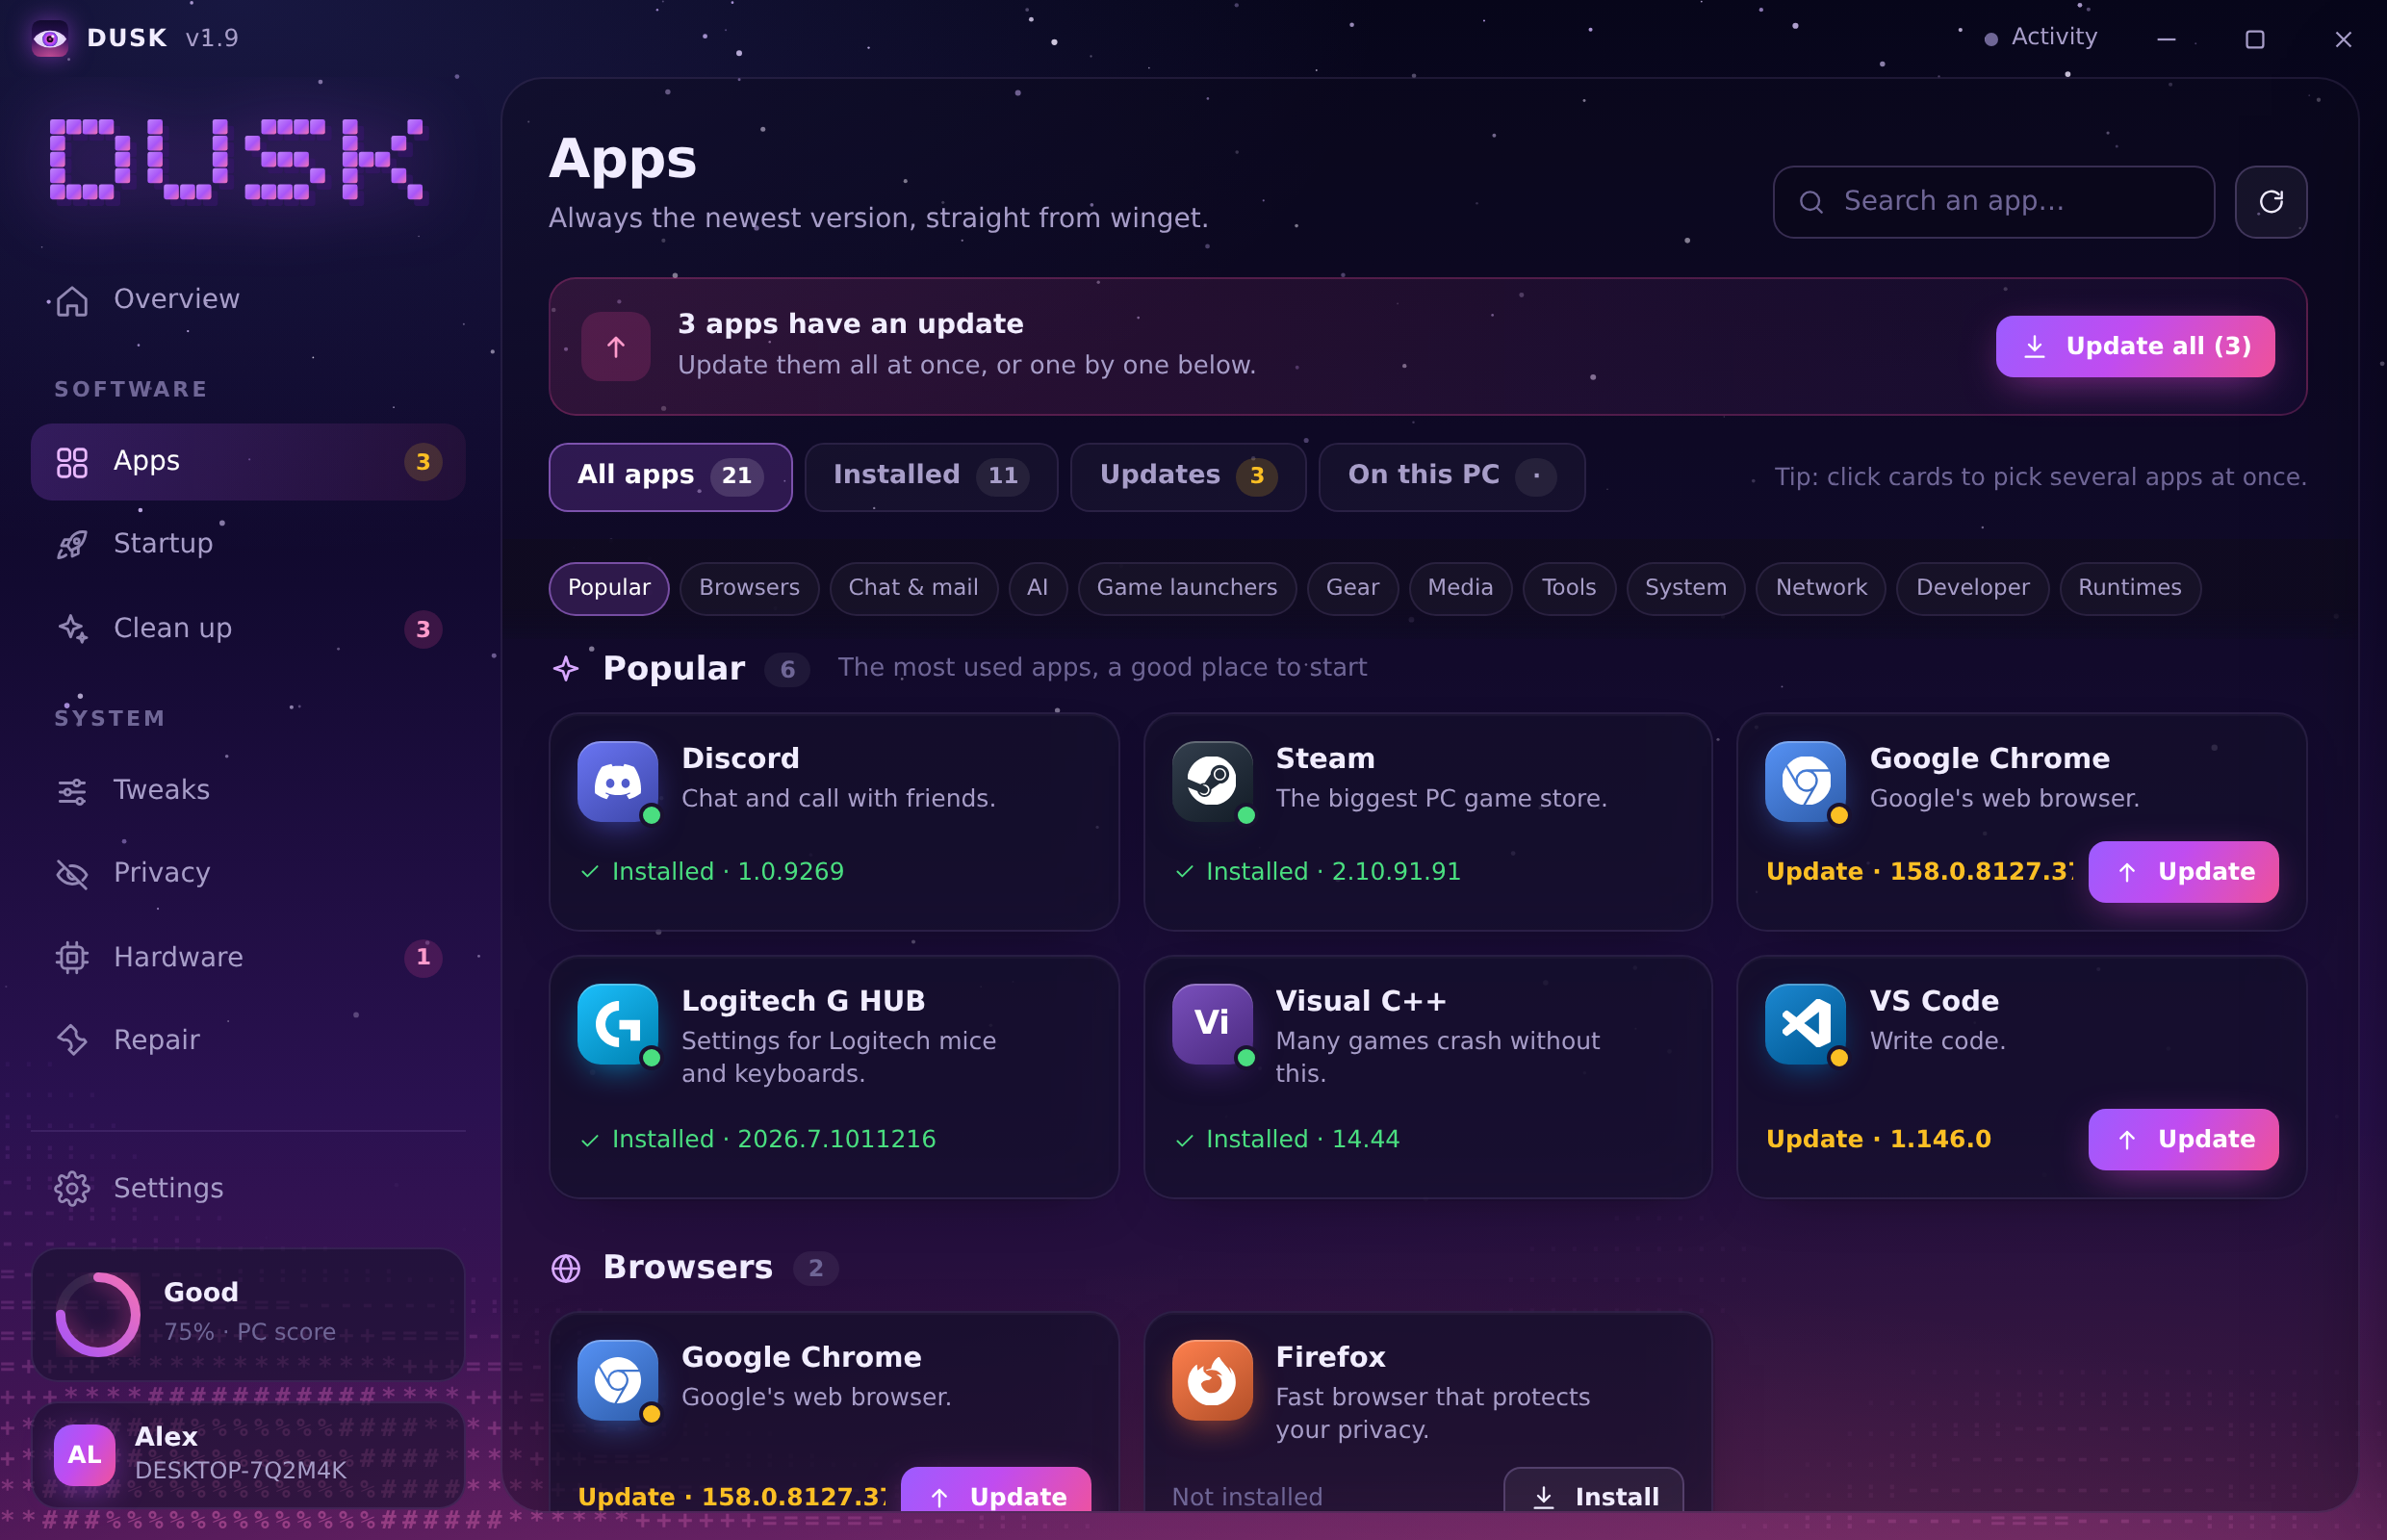 DUSK v1.9
Activity
DUSK
Overview
SOFTWARE
Apps 3
Startup
Clean up 3
SYSTEM
Tweaks
Privacy
Hardware 1
Repair
Settings
Good
75% · PC score
AL
Alex
DESKTOP-7Q2M4K
Apps
Always the newest version, straight from winget.
Search an app...
3 apps have an update
Update them all at once, or one by one below.
Update all (3)
All apps 21
Installed 11
Updates 3
On this PC ·
Tip: click cards to pick several apps at once.
Popular
Browsers
Chat & mail
AI
Game launchers
Gear
Media
Tools
System
Network
Developer
Runtimes
Popular 6 The most used apps, a good place to start
Discord
Chat and call with friends.
Installed · 1.0.9269
Steam
The biggest PC game store.
Installed · 2.10.91.91
Google Chrome
Google's web browser.
Update · 158.0.8127.37
Update
Logitech G HUB
Settings for Logitech mice
and keyboards.
Installed · 2026.7.1011216
Vi
Visual C++
Many games crash without
this.
Installed · 14.44
VS Code
Write code.
Update · 1.146.0
Update
Browsers 2
Google Chrome
Google's web browser.
Update · 158.0.8127.37
Update
Firefox
Fast browser that protects
your privacy.
Not installed
Install